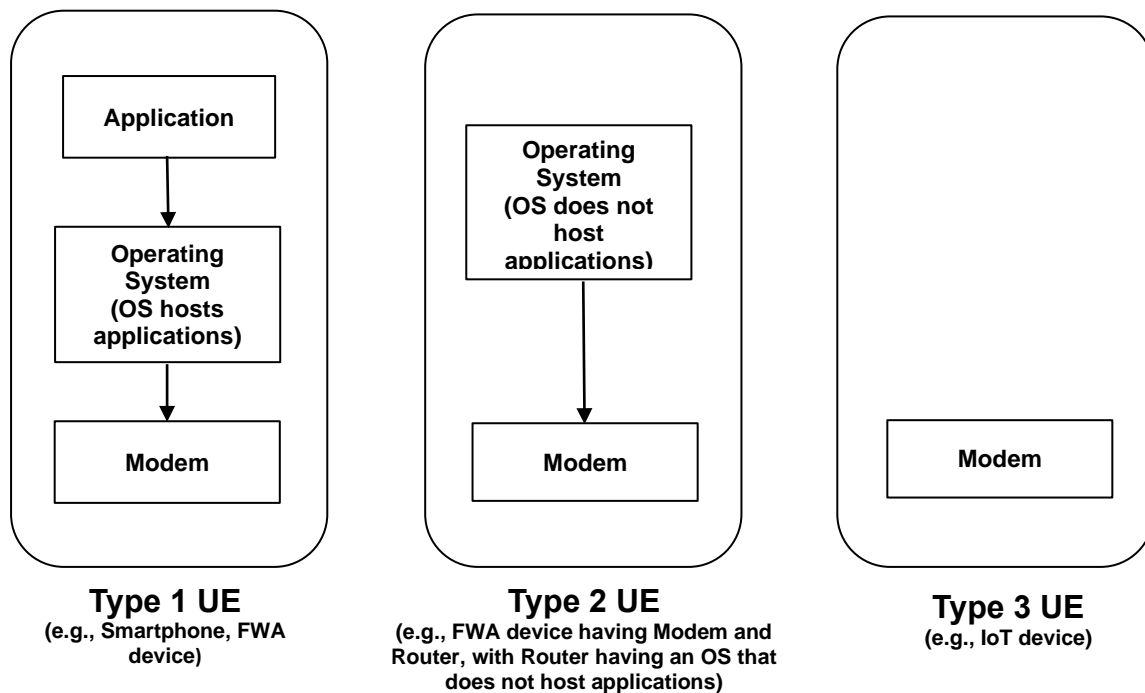 Application
Operating
System
(OS hosts
applications)
Modem
Type 1 UE
(e.g., Smartphone, FWA
device)
Operating
System
(OS does not
host
applications)
Modem
Type 2 UE
(e.g., FWA device having Modem and
Router, with Router having an OS that
does not host applications)
Modem
Type 3 UE
(e.g., IoT device)